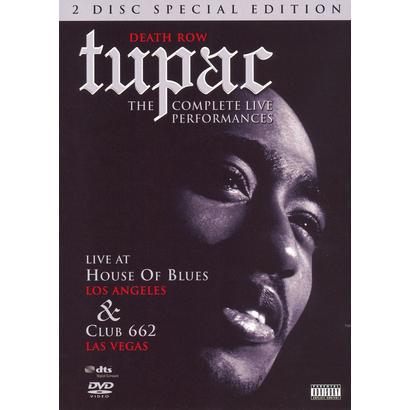 2 DISC SPECIAL EDITION
DEATH ROW
tupac
THE COMPLETE LIVE
PERFORMANCES
LIVE AT
HOUSE OF BLUES
LOS ANGELES
&
CLUB 662
LAS VEGAS
dts
DVD
VIDEO
PARENTAL
ADVISORY
EXPLICIT CONTENT